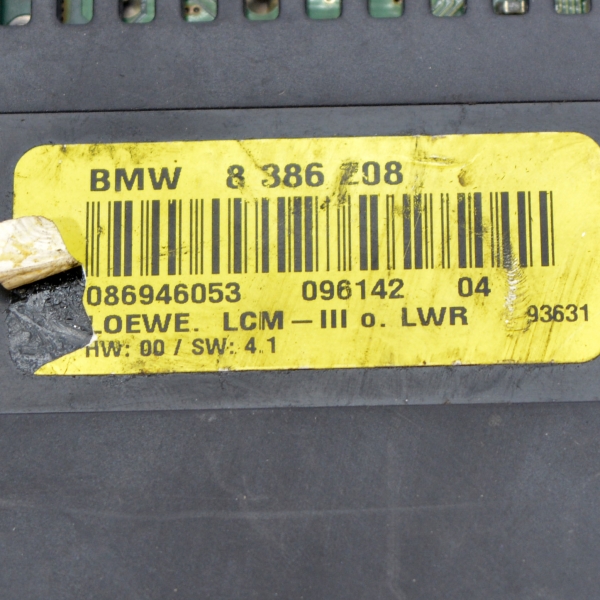 BMW 8 386 208
086946053 096142 04
LOEWE. LCM-III o. LWR 93631
HW: 00 / SW: 4.1